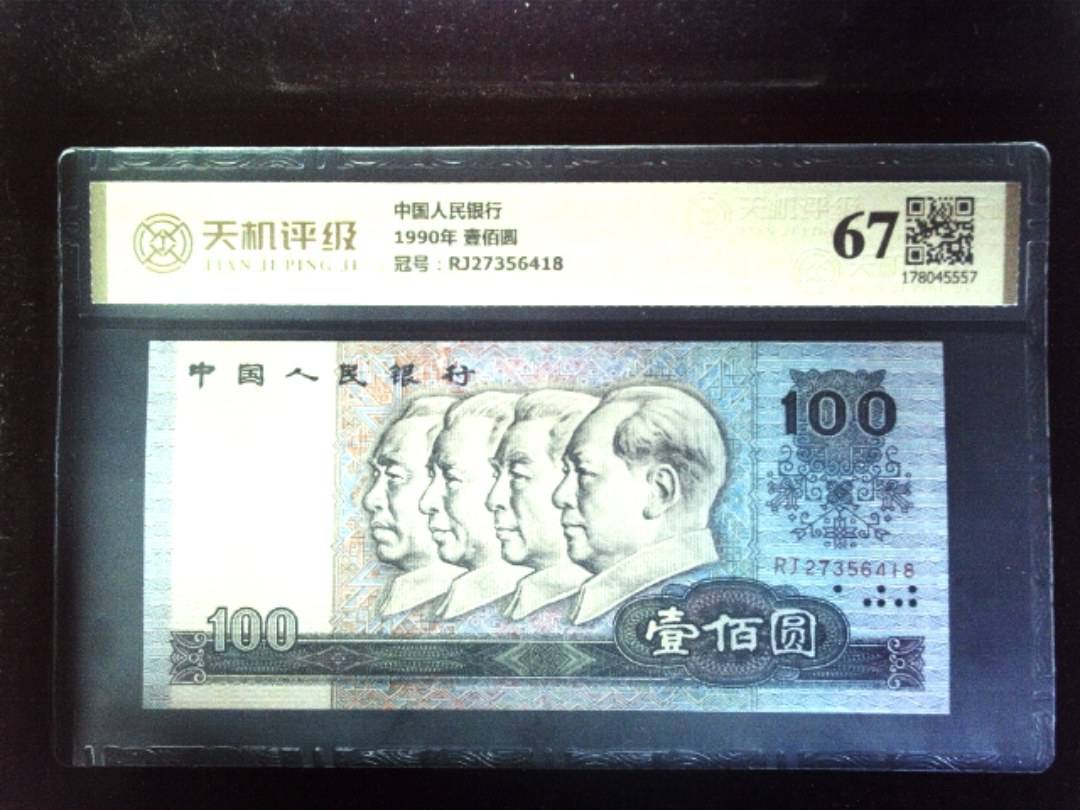 天机评级
TIAN JI PING JI
中国人民银行
1990年 壹佰圆
冠号：RJ27356418
67
178045557
中国人民银行
100
RJ27356418
100
壹佰圆